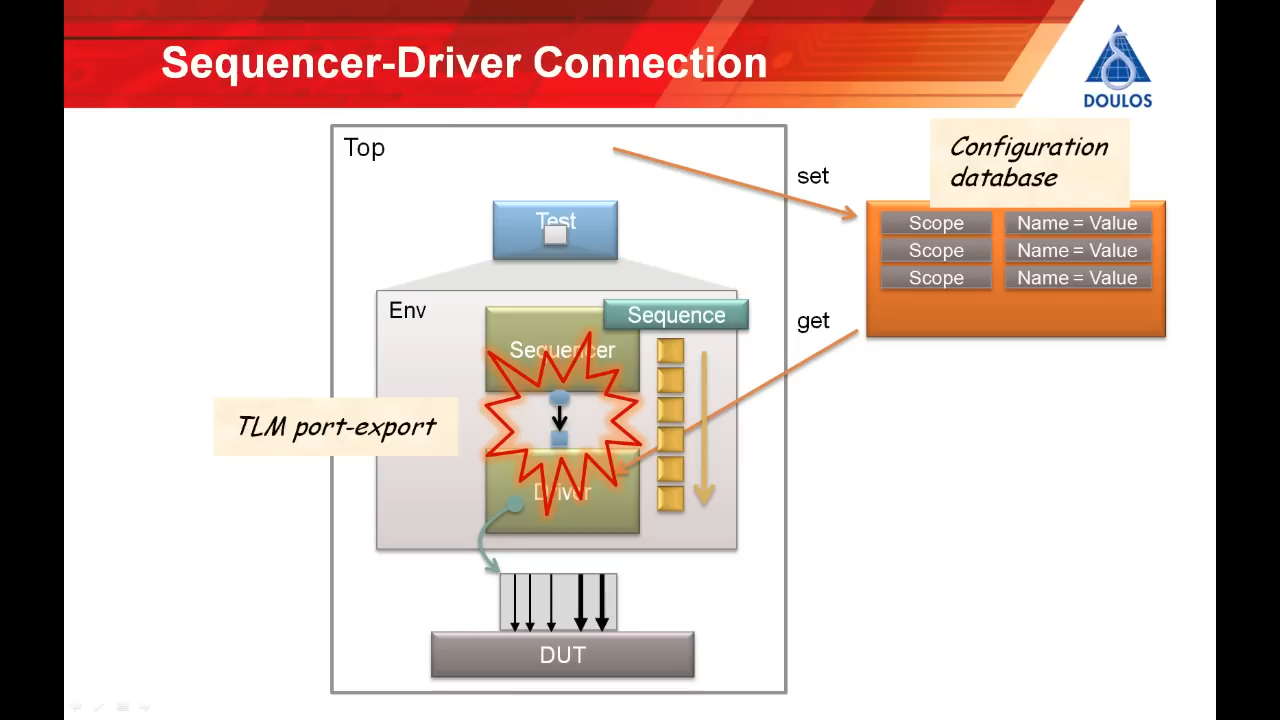 Sequencer-Driver Connection
DOULOS
Top
Configuration
database
set
Test
Scope
Name = Value
Scope
Name = Value
Scope
Name = Value
Env
Sequence
get
Sequencer
TLM port-export
Driver
DUT